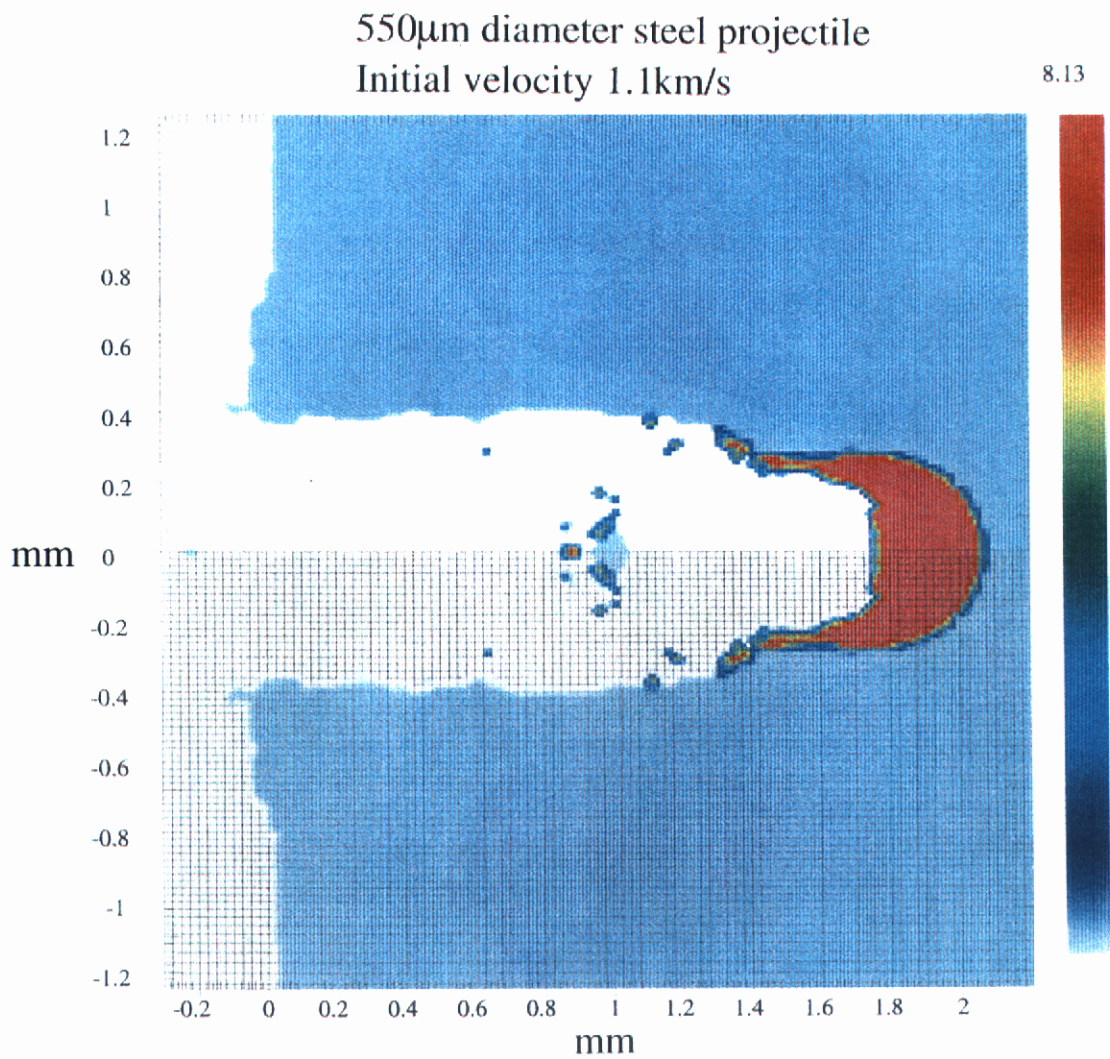 550μm diameter steel projectile
Initial velocity 1.1km/s
8.13
1.2
1
0.8
0.6
0.4
0.2
mm 0
-0.2
-0.4
-0.6
-0.8
-1
-1.2
-0.2 0 0.2 0.4 0.6 0.8 1 1.2 1.4 1.6 1.8 2
mm